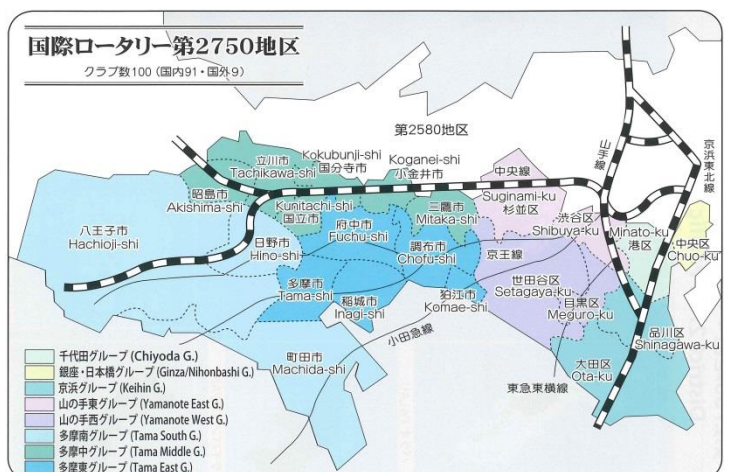 国際ロータリー第2750地区
クラブ数100（国内91・国外9）
第2580地区
山手線
京浜東北線
立川市
Tachikawa-shi
Kokubunji-shi
国分寺市
Koganei-shi
小金井市
中央線
昭島市
Akishima-shi
Kunitachi-shi
国立市
三鷹市
Mitaka-shi
Suginami-ku
杉並区
渋谷区
Shibuya-ku
Minato-ku
港区
中央区
Chuo-ku
八王子市
Hachioji-shi
日野市
Hino-shi
府中市
Fuchu-shi
調布市
Chofu-shi
京王線
世田谷区
Setagaya-ku
目黒区
Meguro-ku
多摩市
Tama-shi
稲城市
Inagi-shi
狛江市
Komae-shi
小田急線
品川区
Shinagawa-ku
町田市
Machida-shi
大田区
Ota-ku
東急東横線
千代田グループ (Chiyoda G.)
銀座・日本橋グループ (Ginza/Nihonbashi G.)
京浜グループ (Keihin G.)
山の手東グループ (Yamanote East G.)
山の手西グループ (Yamanote West G.)
多摩南グループ (Tama South G.)
多摩中グループ (Tama Middle G.)
多摩東グループ (Tama East G.)